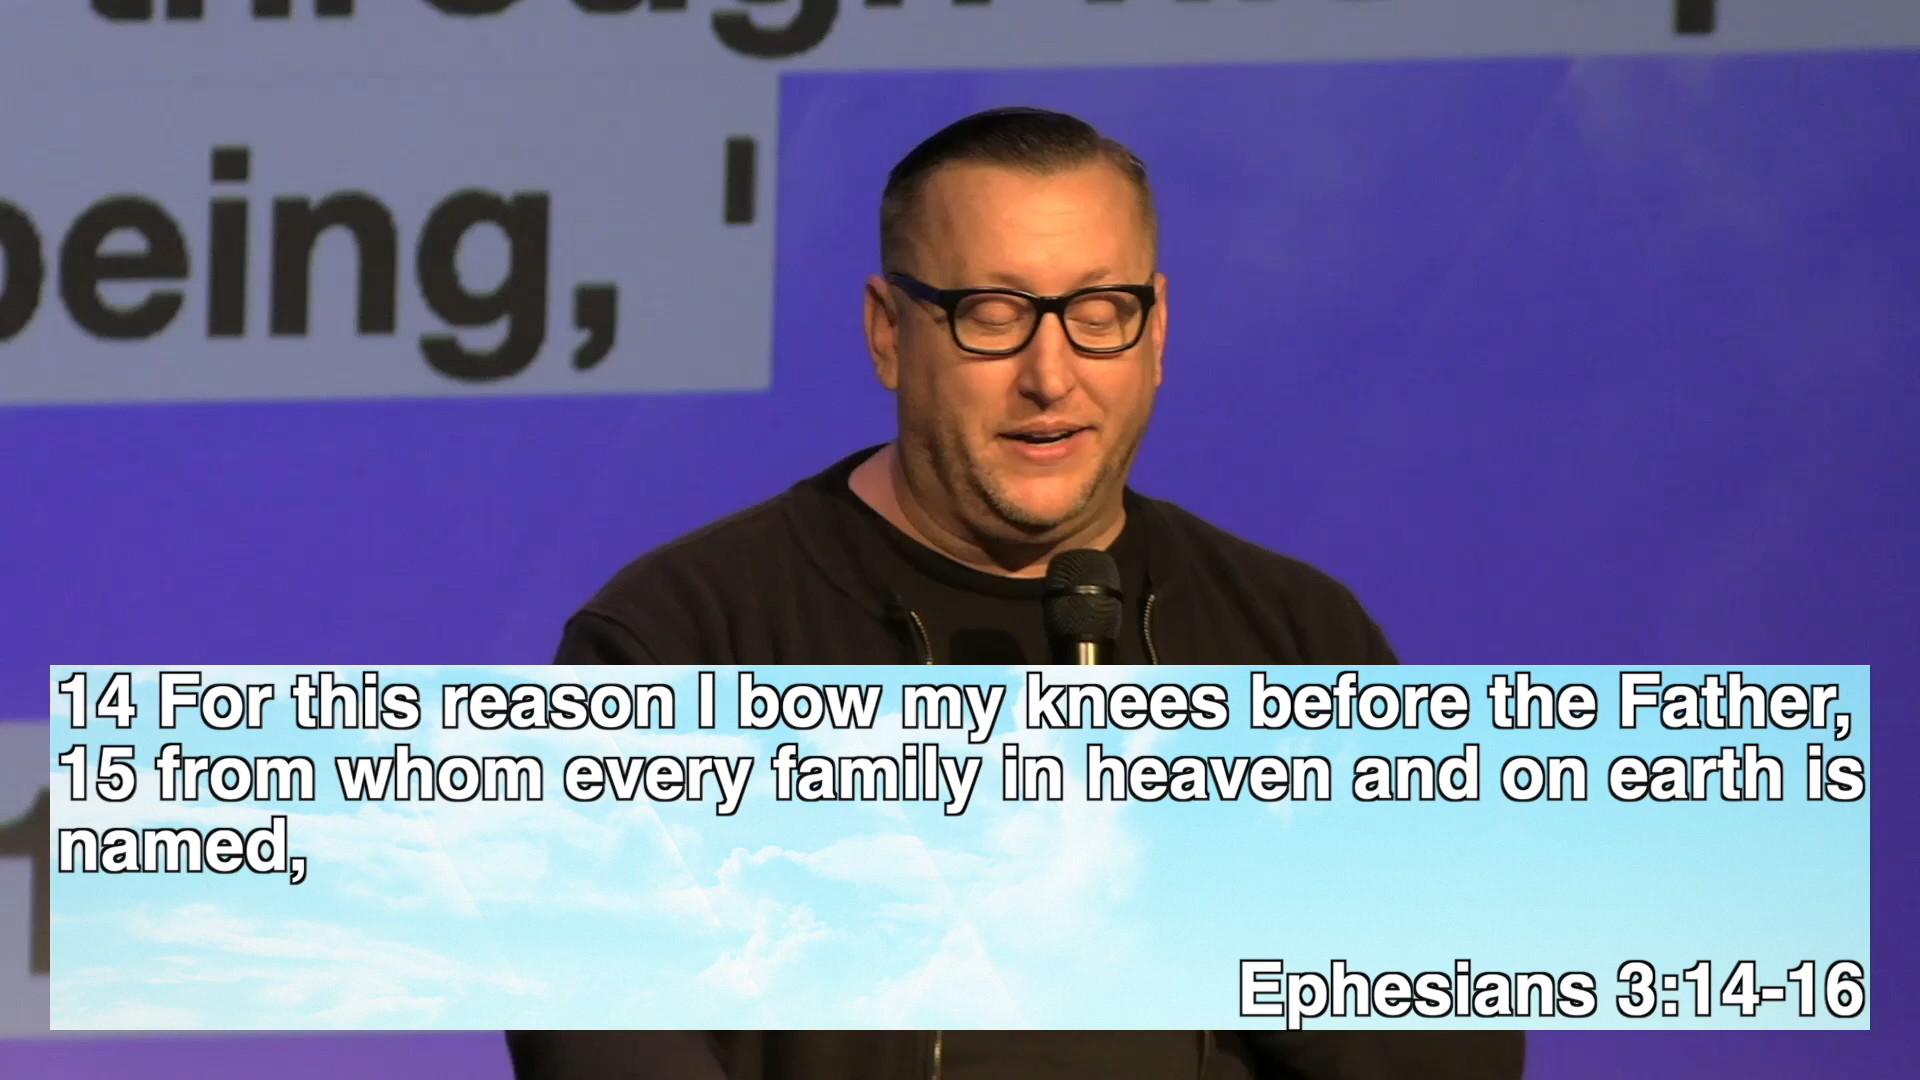 through
being, '
14 For this reason I bow my knees before the Father,
15 from whom every family in heaven and on earth is
named,
Ephesians 3:14-16